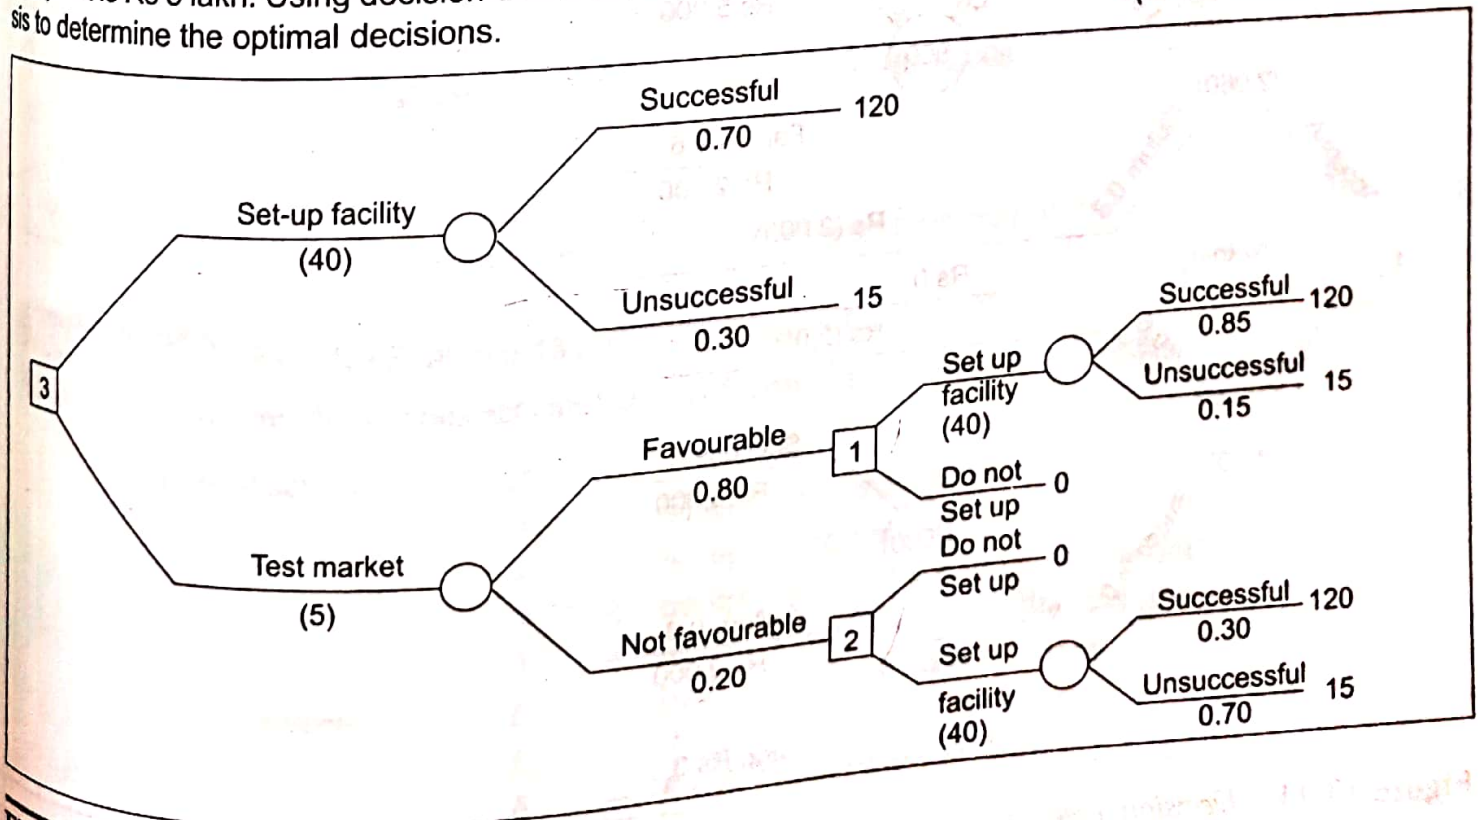 sis to determine the optimal decisions.
Successful
0.70
120
Set-up facility
(40)
Unsuccessful
0.30
15
3
Successful
0.85
120
Set up
facility
(40)
Unsuccessful
0.15
15
Favourable
0.80
1
Do not
Set up
0
Do not
Set up
0
Test market
(5)
Not favourable
0.20
2
Successful
0.30
120
Set up
facility
(40)
Unsuccessful
0.70
15